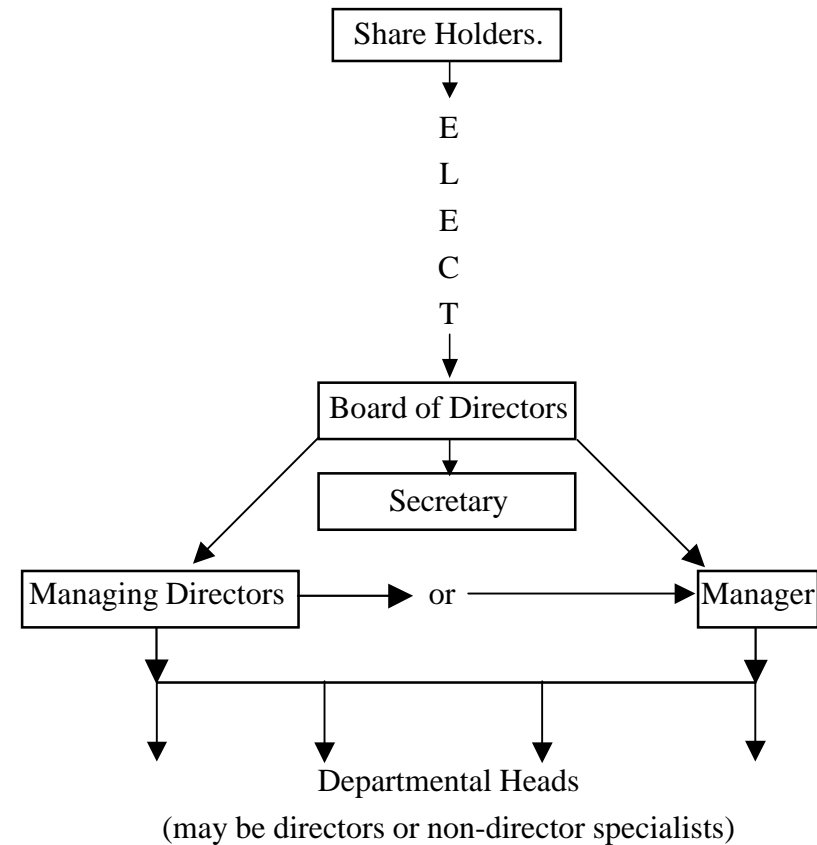 Share Holders.
E
L
E
C
T
Board of Directors
Secretary
Managing Directors or Manager
Departmental Heads
(may be directors or non-director specialists)